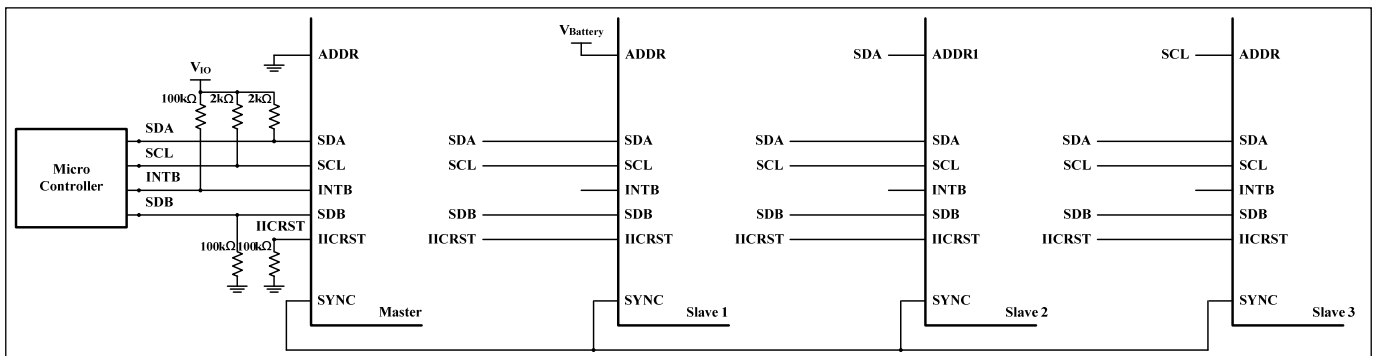 VBattery
ADDR
ADDR
SDA
ADDR1
SCL
ADDR
VIO
100kΩ
2kΩ
2kΩ
SDA
SDA
SDA
SDA
SDA
SDA
SDA
SDA
SCL
SCL
SCL
SCL
SCL
SCL
SCL
SCL
Micro
Controller
INTB
INTB
INTB
INTB
INTB
SDB
SDB
SDB
SDB
SDB
SDB
SDB
SDB
IICRST
IICRST
IICRST
IICRST
IICRST
IICRST
IICRST
IICRST
100kΩ
100kΩ
SYNC
SYNC
SYNC
SYNC
Master
Slave 1
Slave 2
Slave 3